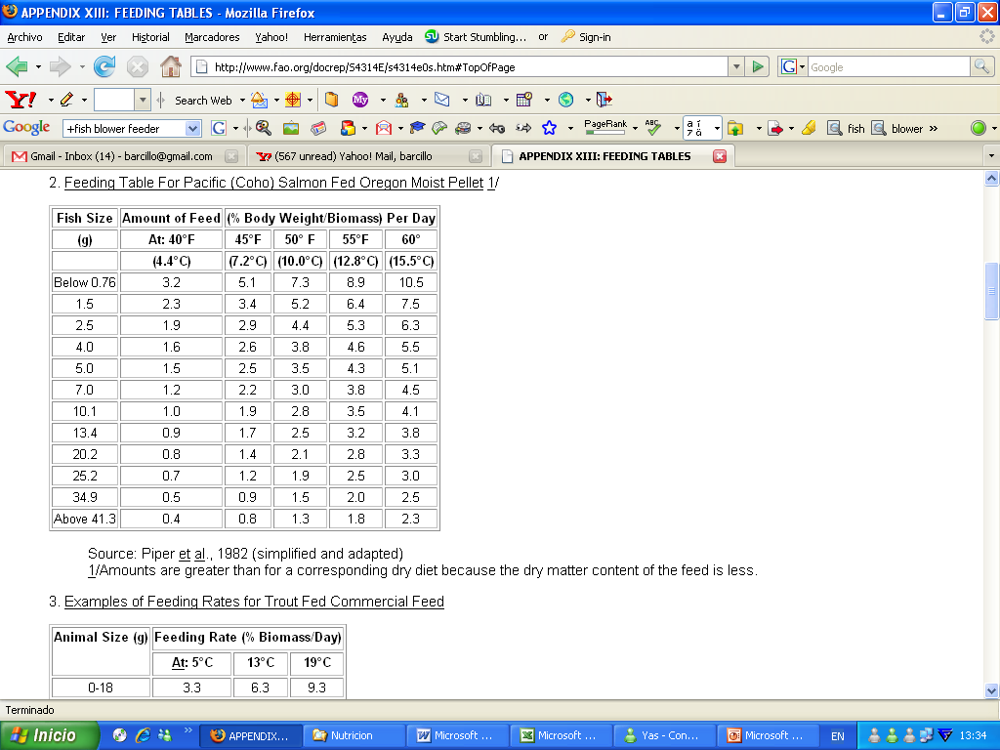 APPENDIX XIII: FEEDING TABLES - Mozilla Firefox
Archivo Editar Ver Historial Marcadores Yahoo! Herramientas Ayuda Start Stumbling... or Sign-in
http://www.fao.org/docrep/S4314E/s4314e0s.htm#TopOfPage G Google
Y! Search Web My
Google +fish blower feeder G PageRank ABC fish blower »
Gmail - Inbox (14) - barcillo@gmail.com Y! (567 unread) Yahoo! Mail, barcillo APPENDIX XIII: FEEDING TABLES
2. Feeding Table For Pacific (Coho) Salmon Fed Oregon Moist Pellet 1/
Fish Size Amount of Feed (% Body Weight/Biomass) Per Day
(g) At: 40°F 45°F 50° F 55°F 60°
(4.4°C) (7.2°C) (10.0°C) (12.8°C) (15.5°C)
Below 0.76 3.2 5.1 7.3 8.9 10.5
1.5 2.3 3.4 5.2 6.4 7.5
2.5 1.9 2.9 4.4 5.3 6.3
4.0 1.6 2.6 3.8 4.6 5.5
5.0 1.5 2.5 3.5 4.3 5.1
7.0 1.2 2.2 3.0 3.8 4.5
10.1 1.0 1.9 2.8 3.5 4.1
13.4 0.9 1.7 2.5 3.2 3.8
20.2 0.8 1.4 2.1 2.8 3.3
25.2 0.7 1.2 1.9 2.5 3.0
34.9 0.5 0.9 1.5 2.0 2.5
Above 41.3 0.4 0.8 1.3 1.8 2.3
Source: Piper et al., 1982 (simplified and adapted)
1/Amounts are greater than for a corresponding dry diet because the dry matter content of the feed is less.
3. Examples of Feeding Rates for Trout Fed Commercial Feed
Animal Size (g) Feeding Rate (% Biomass/Day)
At: 5°C 13°C 19°C
0-18 3.3 6.3 9.3
Terminado
Inicio » APPENDIX... Nutricion Microsoft ... Microsoft ... Yas - Con... Microsoft ... EN 13:34